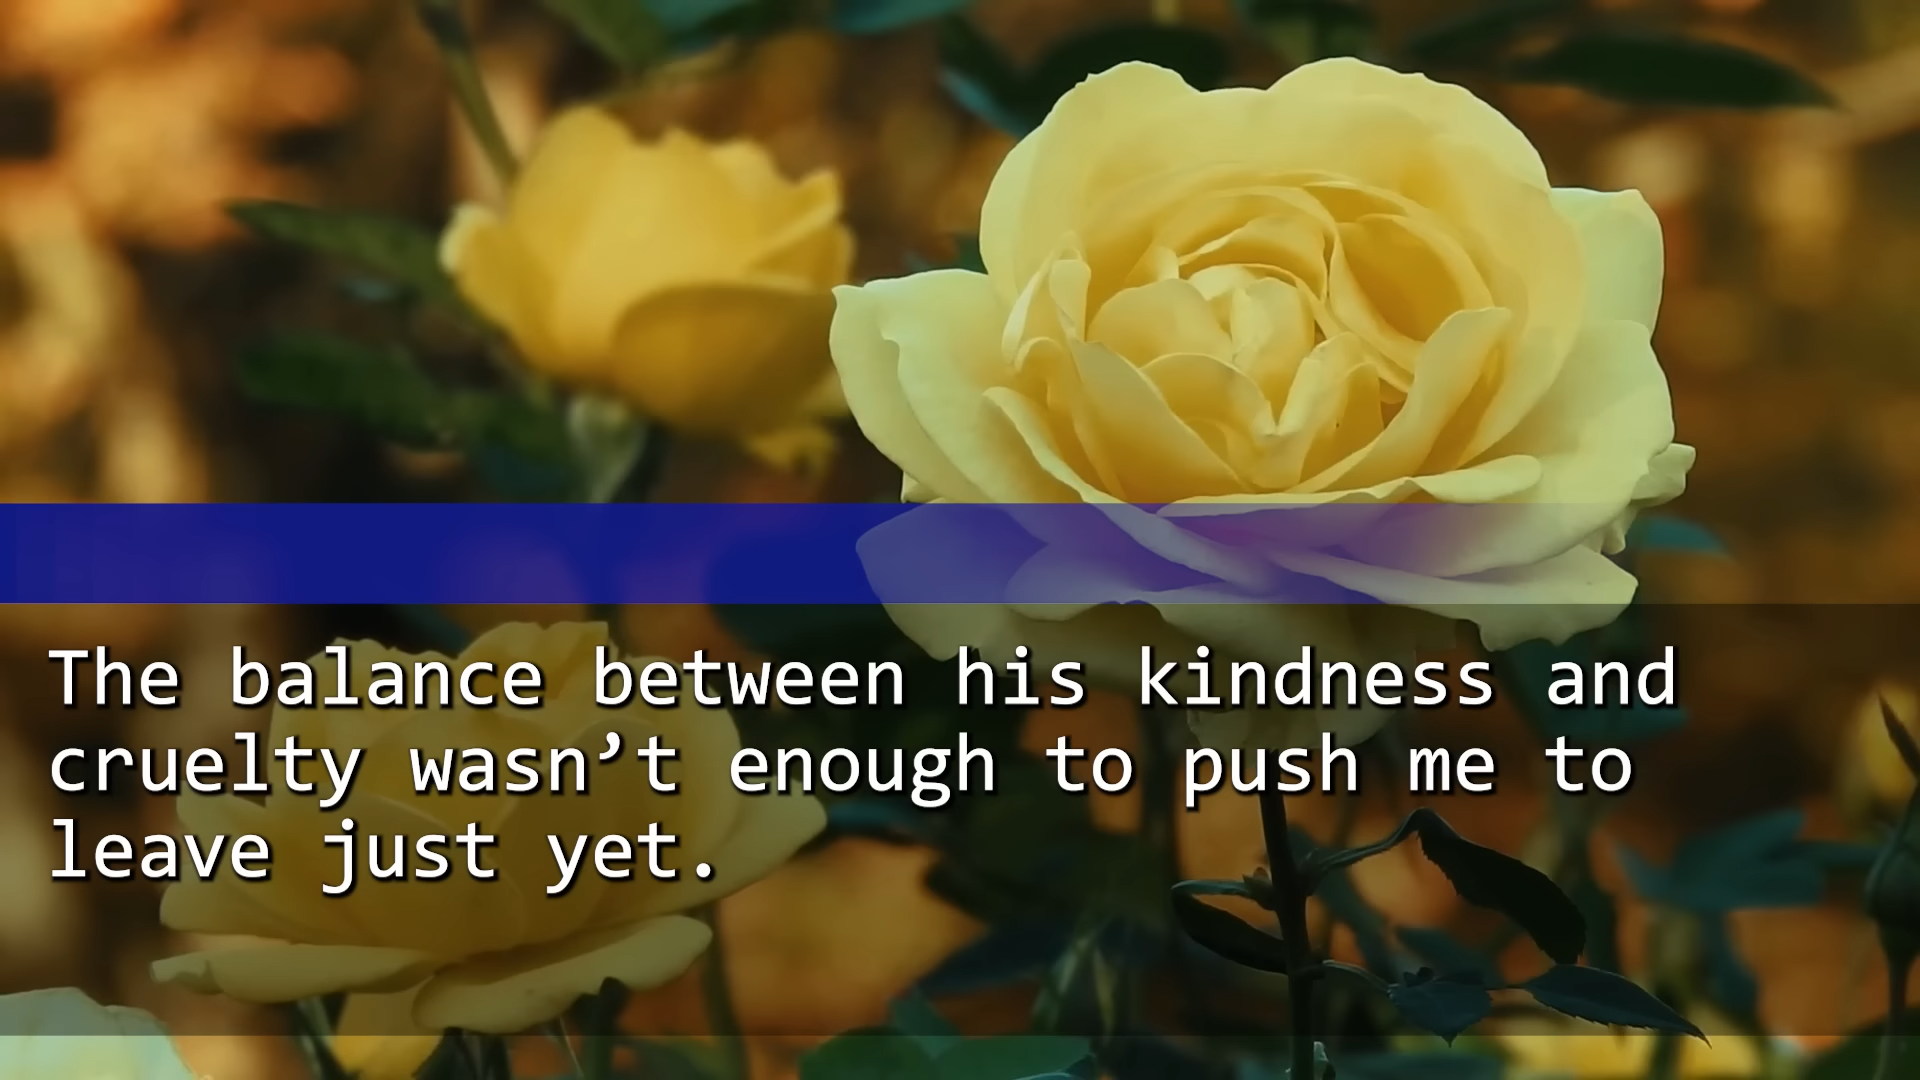 The balance between his kindness and
cruelty wasn’t enough to push me to
leave just yet.